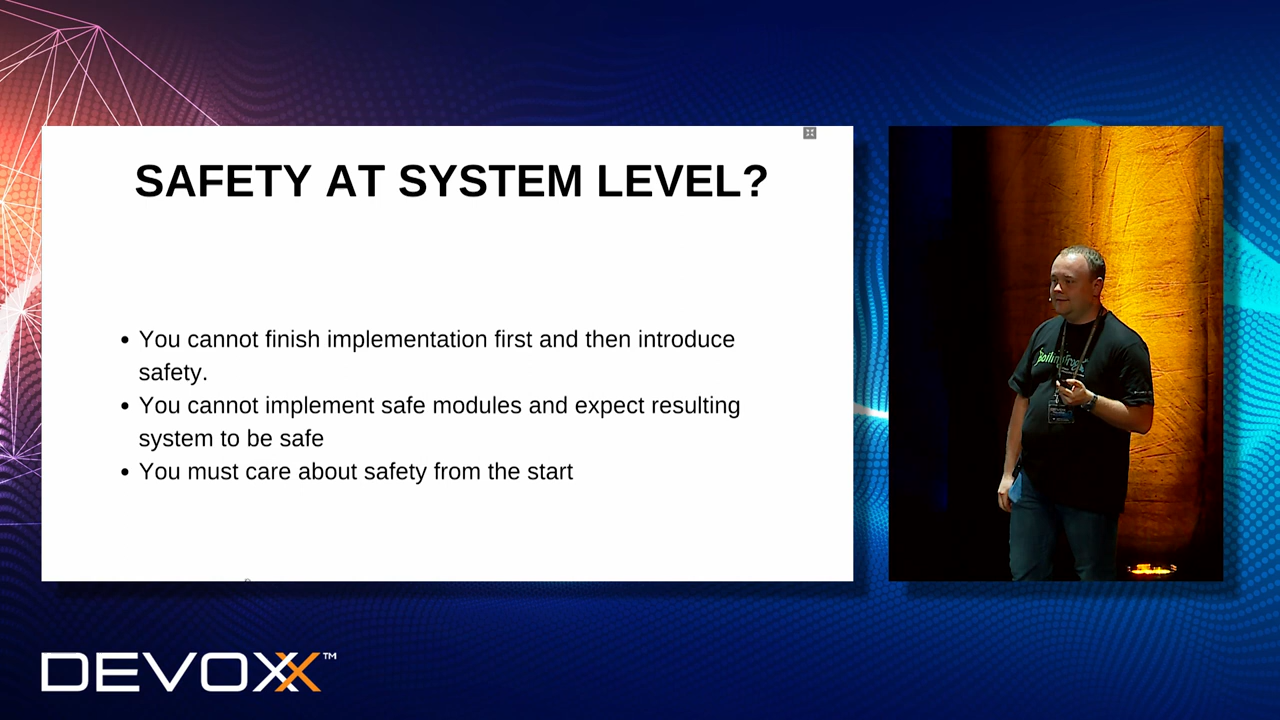 SAFETY AT SYSTEM LEVEL?
• You cannot finish implementation first and then introduce
safety.
• You cannot implement safe modules and expect resulting
system to be safe
• You must care about safety from the start
DEVOXX™